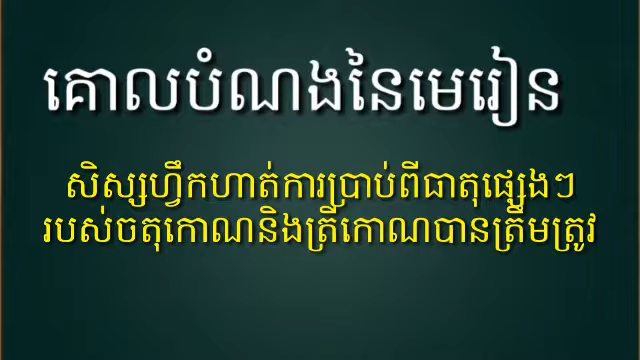 គោលបំណងនៃមេរៀន
សិស្សហ្វឹកហាត់ការប្រាប់ពីធាតុផ្សេងៗ
របស់ចតុកោណនិងត្រីកោណបានត្រឹមត្រូវ